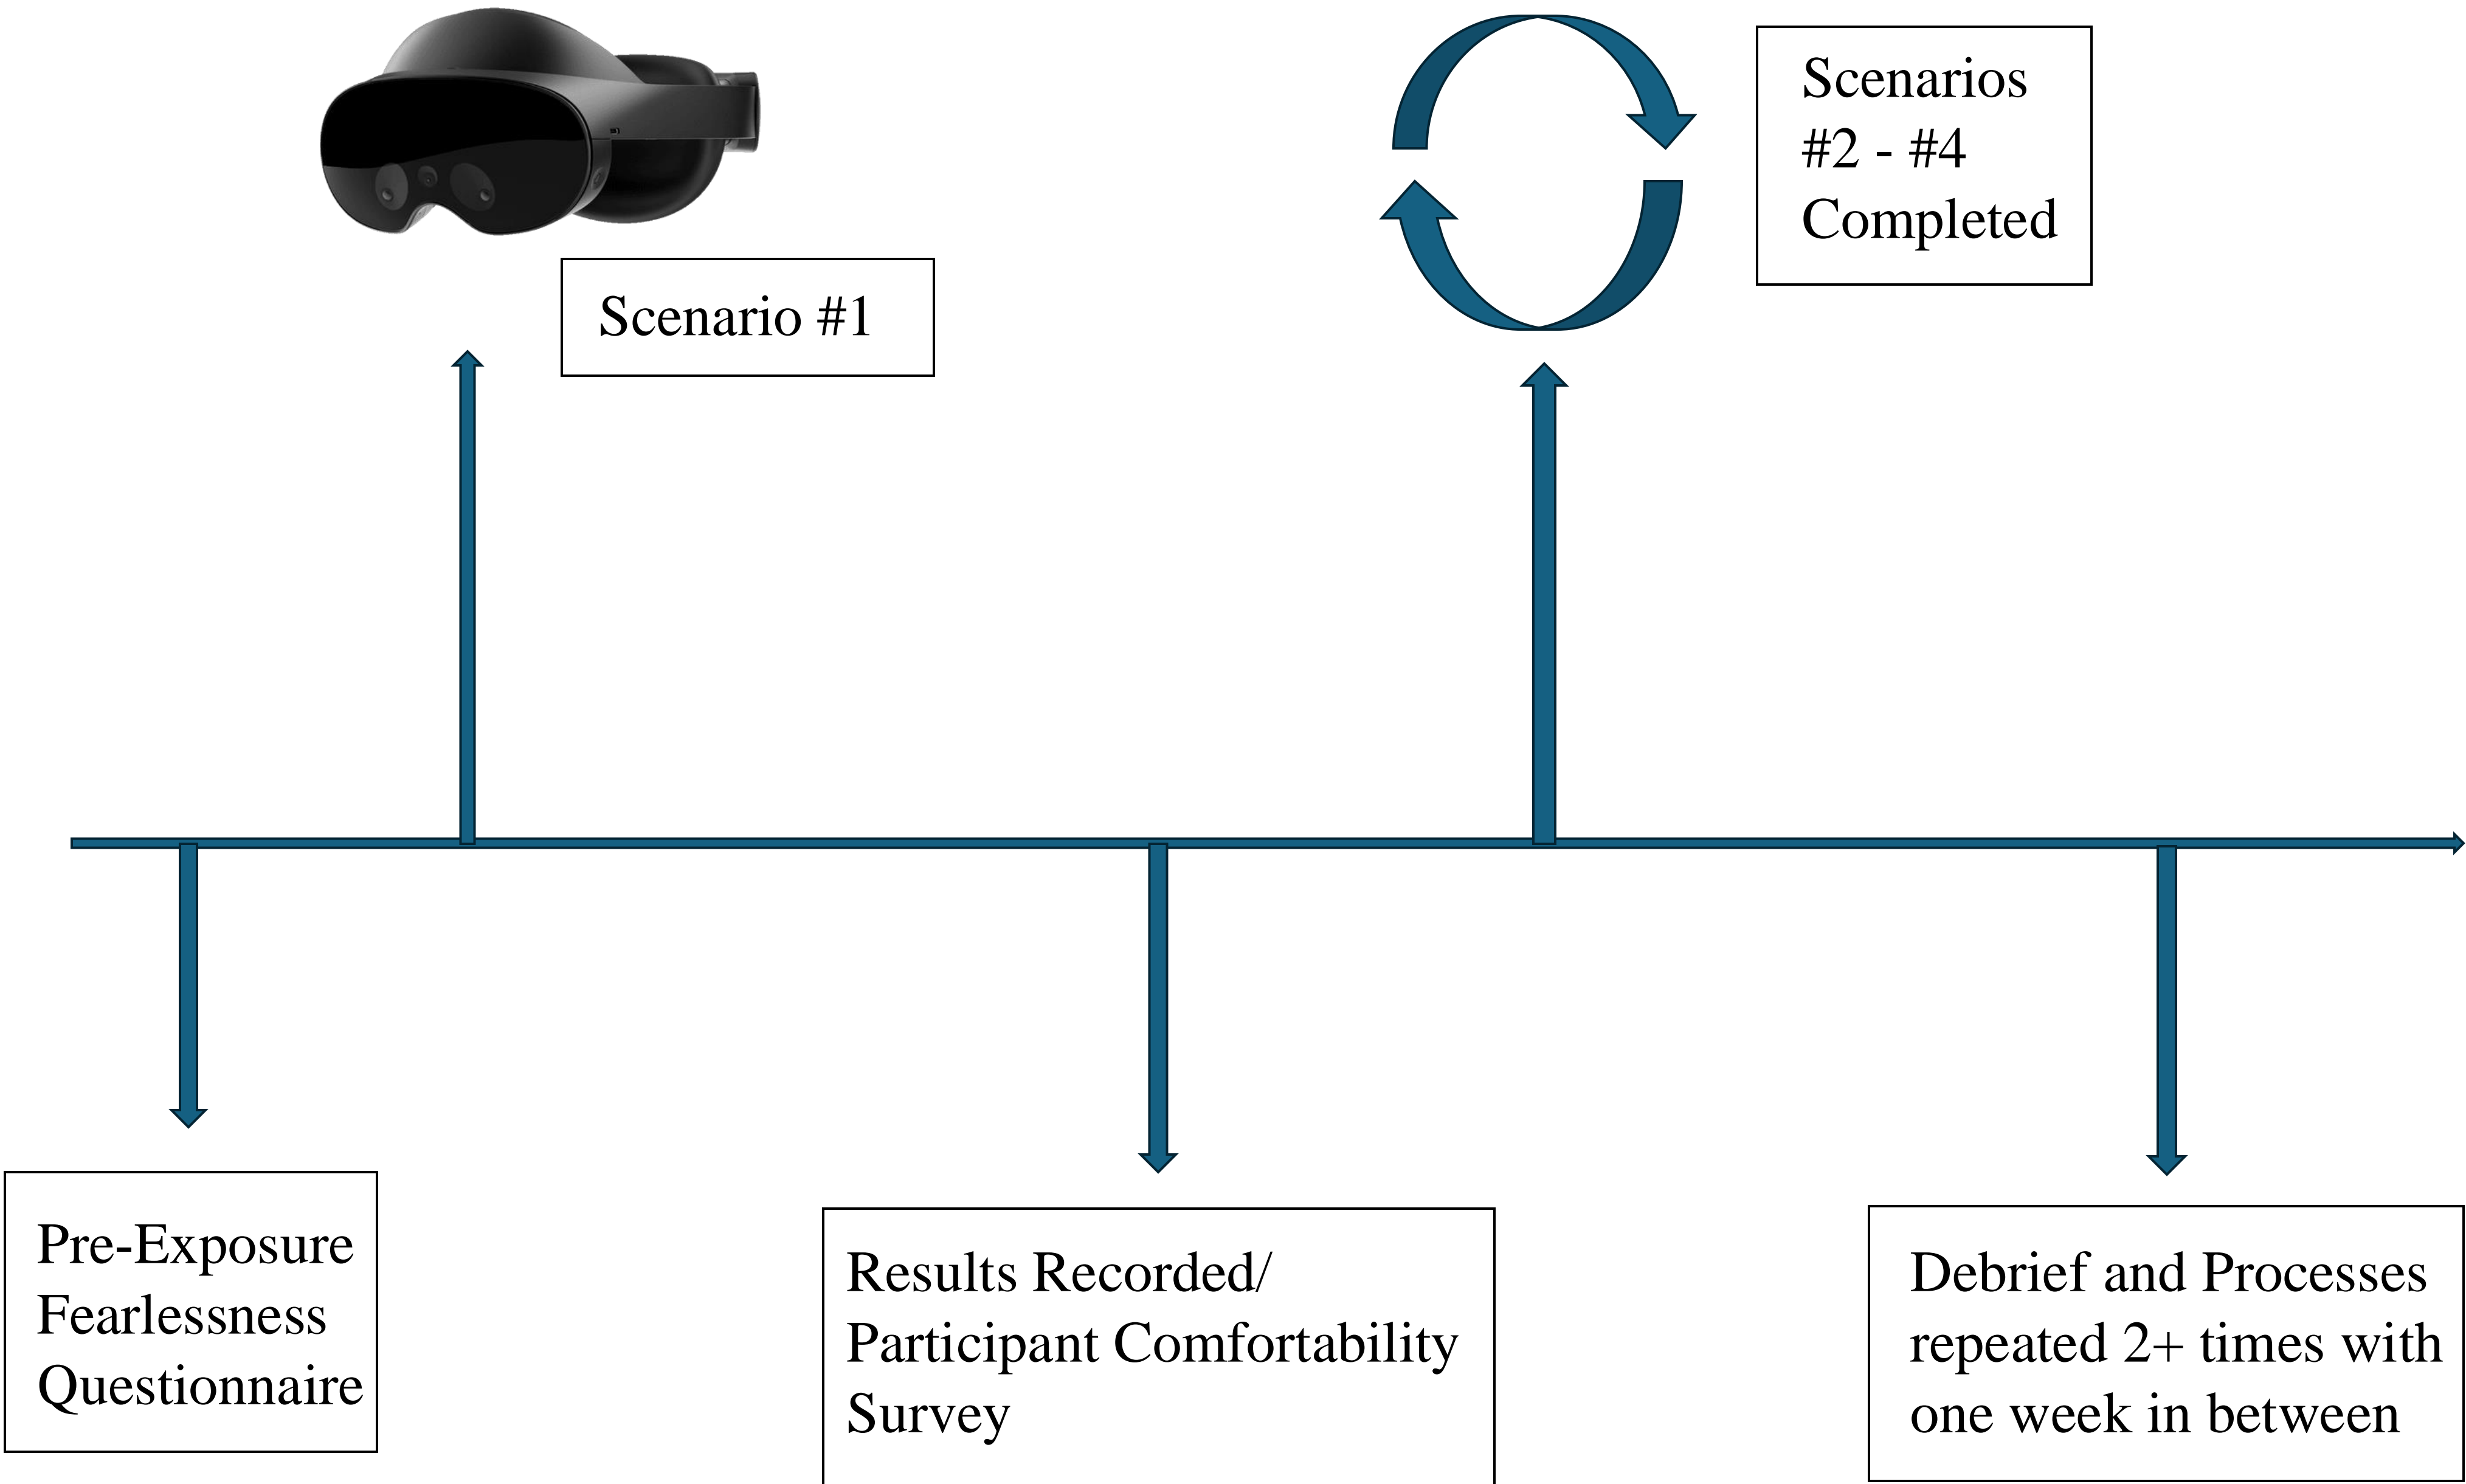 Scenario #1
Scenarios
#2 - #4
Completed
Pre-Exposure
Fearlessness
Questionnaire
Results Recorded/
Participant Comfortability
Survey
Debrief and Processes
repeated 2+ times with
one week in between